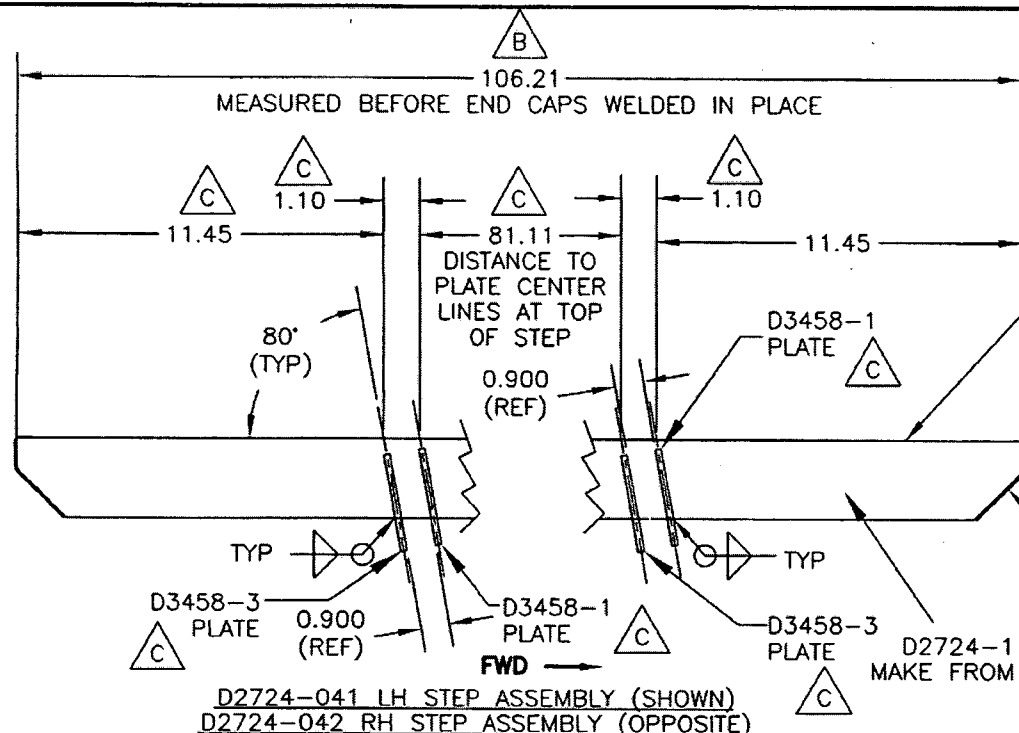 B
106.21
MEASURED BEFORE END CAPS WELDED IN PLACE
C
C
C
C
1.10
1.10
11.45
81.11
11.45
DISTANCE TO
PLATE CENTER
LINES AT TOP
OF STEP
80°
(TYP)
0.900
(REF)
D3458-1
PLATE
C
TYP
TYP
D3458-3
PLATE
C
0.900
(REF)
D3458-1
PLATE
C
D3458-3
PLATE
C
D2724-1
MAKE FROM
FWD
D2724-041 LH STEP ASSEMBLY (SHOWN)
D2724-042 RH STEP ASSEMBLY (OPPOSITE)